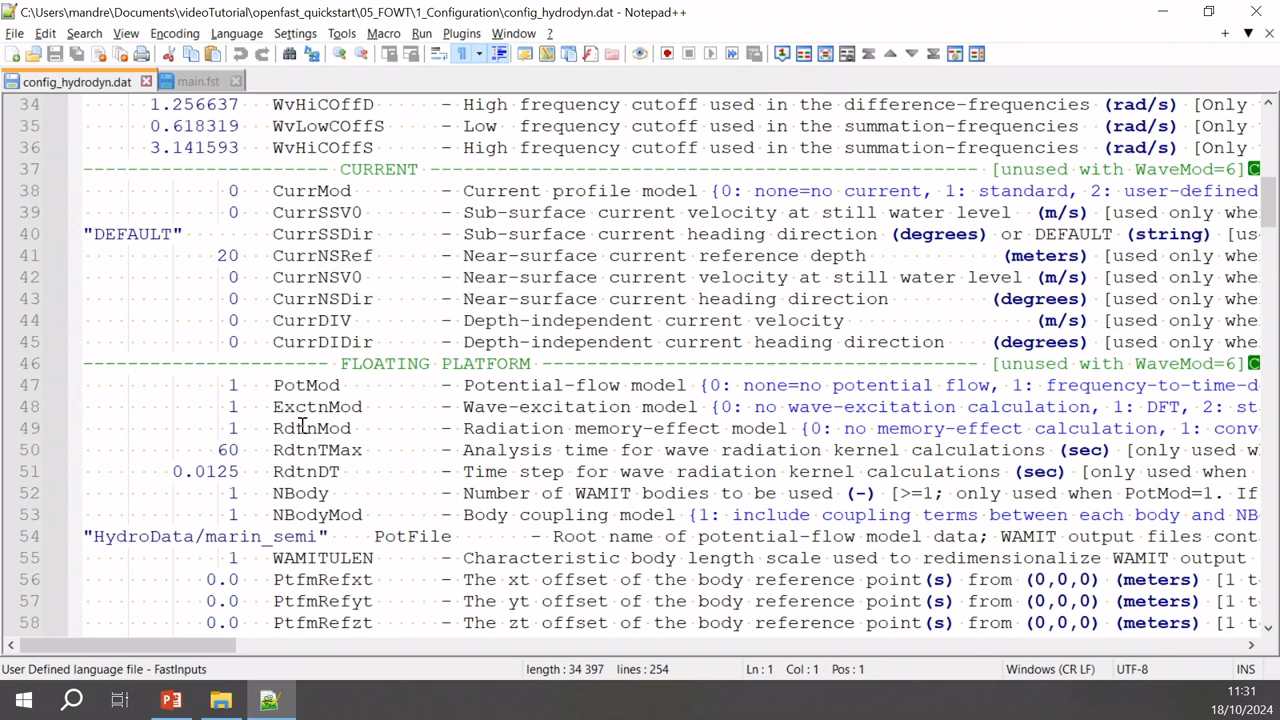 C:\Users\mandre\Documents\videoTutorial\openfast_quickstart\05_FOWT\1_Configuration\config_hydrodyn.dat - Notepad++
File Edit Search View Encoding Language Settings Tools Macro Run Plugins Window ?
config_hydrodyn.dat main.fst
34 1.256637 WvHiCOffD - High frequency cutoff used in the difference-frequencies (rad/s) [Only
35 0.618319 WvLowCOffS - Low frequency cutoff used in the summation-frequencies (rad/s) [Only
36 3.141593 WvHiCOffS - High frequency cutoff used in the summation-frequencies (rad/s) [Only
37 ---------------------- CURRENT ------------------------------------------------- [unused with WaveMod=6]
38 0 CurrMod - Current profile model {0: none=no current, 1: standard, 2: user-defined
39 0 CurrSSV0 - Sub-surface current velocity at still water level (m/s) [used only whe
40 "DEFAULT" CurrSSDir - Sub-surface current heading direction (degrees) or DEFAULT (string) [us
41 20 CurrNSRef - Near-surface current reference depth (meters) [used only whe
42 0 CurrNSV0 - Near-surface current velocity at still water level (m/s) [used only whe
43 0 CurrNSDir - Near-surface current heading direction (degrees) [used only whe
44 0 CurrDIV - Depth-independent current velocity (m/s) [used only whe
45 0 CurrDIDir - Depth-independent current heading direction (degrees) [used only whe
46 ---------------------- FLOATING PLATFORM --------------------------------------- [unused with WaveMod=6]
47 1 PotMod - Potential-flow model {0: none=no potential flow, 1: frequency-to-time-d
48 1 ExctnMod - Wave-excitation model {0: no wave-excitation calculation, 1: DFT, 2: st
49 1 RdtnMod - Radiation memory-effect model {0: no memory-effect calculation, 1: conv
50 60 RdtnTMax - Analysis time for wave radiation kernel calculations (sec) [only used w
51 0.0125 RdtnDT - Time step for wave radiation kernel calculations (sec) [only used when
52 1 NBody - Number of WAMIT bodies to be used (-) [>=1; only used when PotMod=1. If
53 1 NBodyMod - Body coupling model {1: include coupling terms between each body and NB
54 "HydroData/marin_semi" PotFile - Root name of potential-flow model data; WAMIT output files cont
55 1 WAMITULEN - Characteristic body length scale used to redimensionalize WAMIT output
56 0.0 PtfmRefxt - The xt offset of the body reference point(s) from (0,0,0) (meters) [1 t
57 0.0 PtfmRefyt - The yt offset of the body reference point(s) from (0,0,0) (meters) [1 t
58 0.0 PtfmRefzt - The zt offset of the body reference point(s) from (0,0,0) (meters) [1 t
User Defined language file - FastInputs length : 34 397 lines : 254 Ln : 1 Col : 1 Pos : 1 Windows (CR LF) UTF-8 INS
11:31
18/10/2024